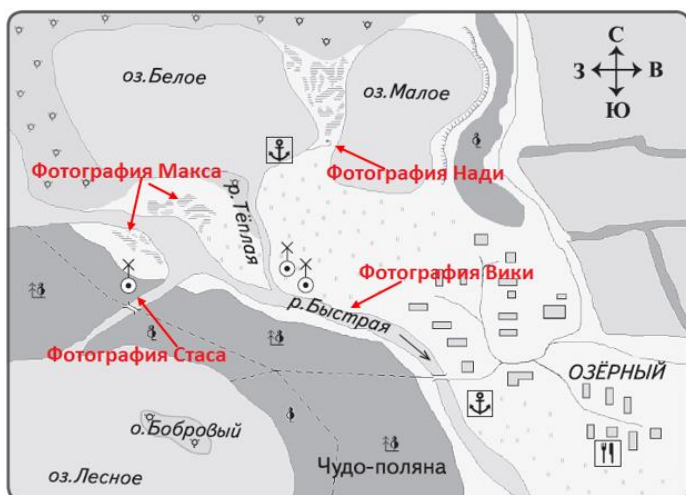 С
З В
Ю
оз.Белое
оз.Малое
Фотография Макса
Фотография Нади
р.Тёплая
Фотография Вики
р.Быстрая
Фотография Стаса
ОЗЁРНЫЙ
о.Бобровый
Чудо-поляна
оз.Лесное